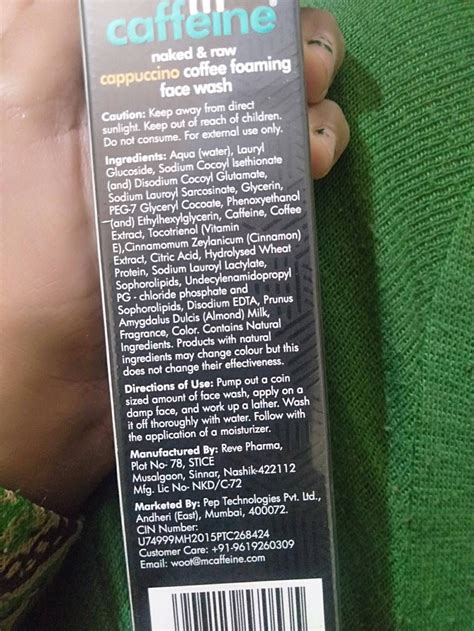 m
caffeine
naked & raw
cappuccino coffee foaming
face wash
Caution: Keep away from direct
sunlight. Keep out of reach of children.
Do not consume. For external use only.
Ingredients: Aqua (water), Lauryl
Glucoside, Sodium Cocoyl Isethionate
(and) Disodium Cocoyl Glutamate,
Sodium Lauroyl Sarcosinate, Glycerin,
PEG-7 Glyceryl Cocoate, Phenoxyethanol
(and) Ethylhexylglycerin, Caffeine, Coffee
Extract, Tocotrienol (Vitamin
E),Cinnamomum Zeylanicum (Cinnamon)
Extract, Citric Acid, Hydrolysed Wheat
Protein, Sodium Lauroyl Lactylate,
Sophorolipids, Undecylenamidopropyl
PG - chloride phosphate and
Sophorolipids, Disodium EDTA, Prunus
Amygdalus Dulcis (Almond) Milk,
Fragrance, Color. Contains Natural
Ingredients. Products with natural
ingredients may change colour but this
does not change their effectiveness.
Directions of Use: Pump out a coin
sized amount of face wash, apply on a
damp face, and work up a lather. Wash
it off thoroughly with water. Follow with
the application of a moisturizer.
Manufactured By: Reve Pharma,
Plot No- 78, STICE
Musalgaon, Sinnar, Nashik-422112
Mfg. Lic No- NKD/C-72
Marketed By: Pep Technologies Pvt. Ltd.,
Andheri (East), Mumbai, 400072.
CIN Number:
U74999MH2015PTC268424
Customer Care: +91-9619260309
Email: woot@mcaffeine.com